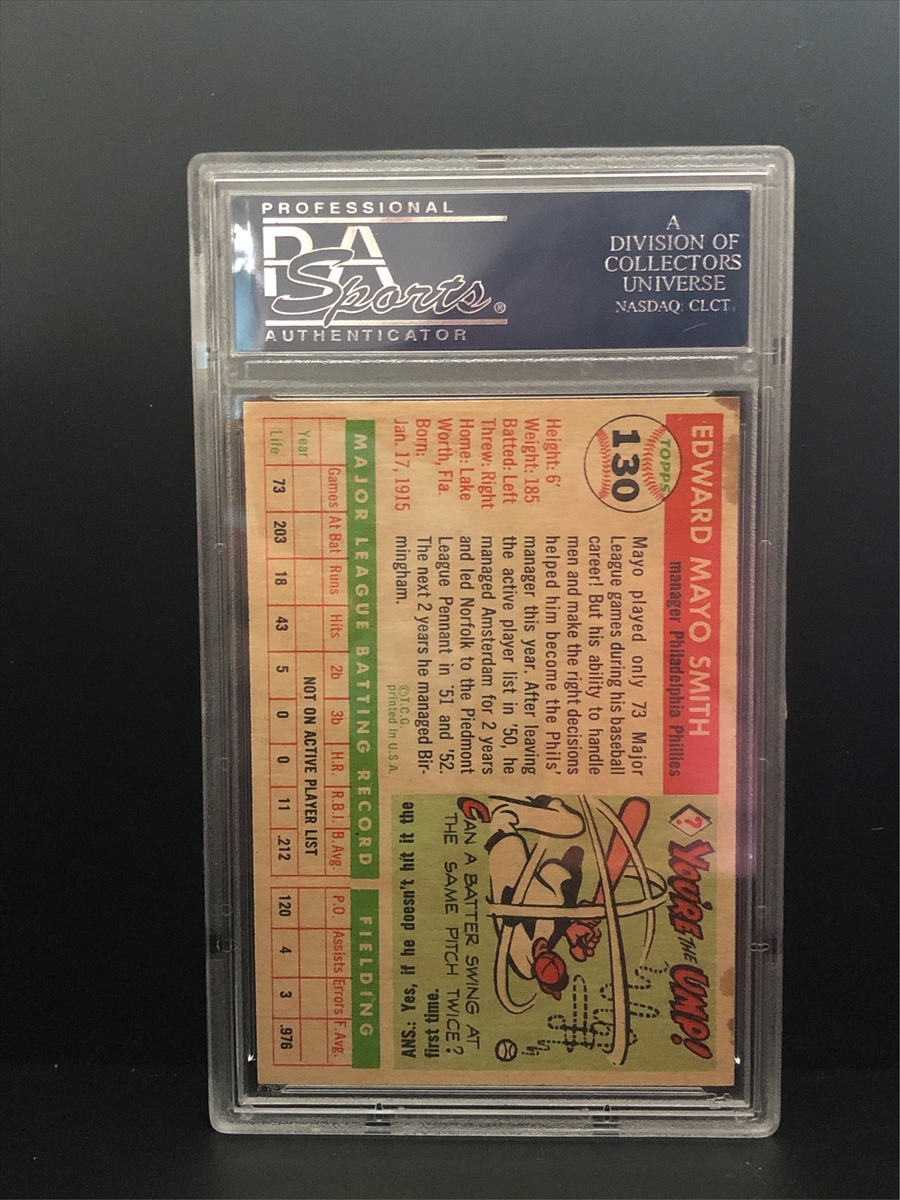 PROFESSIONAL
PSA
Sports®
AUTHENTICATOR
A
DIVISION OF
COLLECTORS
UNIVERSE
NASDAQ: CLCT
TOPPS
130
EDWARD MAYO SMITH
manager Philadelphia Phillies
Height: 6'
Weight: 185
Batted: Left
Threw: Right
Home: Lake
Worth, Fla.
Born:
Jan. 17, 1915
Mayo played only 73 Major
League games during his baseball
career! But his ability to handle
men and make the right decisions
helped him become the Phils'
manager this year. After leaving
the active player list in '50, he
managed Amsterdam for 2 years
and led Norfolk to the Piedmont
League Pennant in '51 and '52.
The next 2 years he managed Bir-
mingham.
©T.C.G.
printed in U.S.A.
? YOU'RE THE UMP!
CAN A BATTER SWING AT
THE SAME PITCH TWICE?
ANS.: Yes, if he doesn't hit it the
first time.
MAJOR LEAGUE BATTING RECORD FIELDING
Games At Bat Runs Hits 2b 3b H.R. R.B.I. B. Avg. P.O. Assists Errors F. Avg.
Year NOT ON ACTIVE PLAYER LIST
Life 73 203 18 43 5 0 0 11 .212 120 4 3 .976